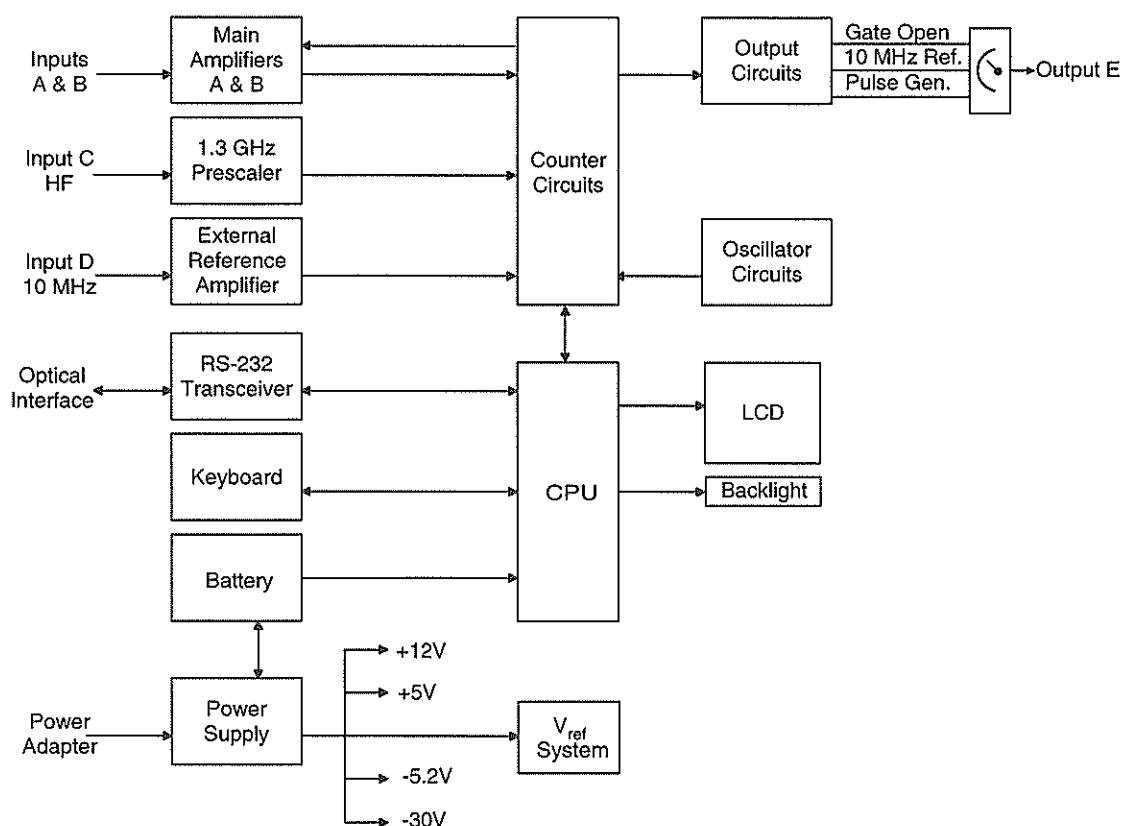 Inputs
A & B
Main
Amplifiers
A & B
Input C
HF
1.3 GHz
Prescaler
Input D
10 MHz
External
Reference
Amplifier
Counter
Circuits
Output
Circuits
Gate Open
10 MHz Ref.
Pulse Gen.
Output E
Oscillator
Circuits
Optical
Interface
RS-232
Transceiver
Keyboard
Battery
CPU
LCD
Backlight
Power
Adapter
Power
Supply
+12V
+5V
-5.2V
-30V
Vref
System